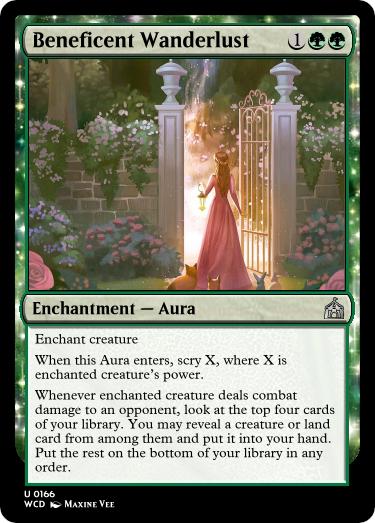 Beneficent Wanderlust 1
Enchantment — Aura
Enchant creature
When this Aura enters, scry X, where X is
enchanted creature's power.
Whenever enchanted creature deals combat
damage to an opponent, look at the top four cards
of your library. You may reveal a creature or land
card from among them and put it into your hand.
Put the rest on the bottom of your library in any
order.
U 0166
WCD MAXINE VEE